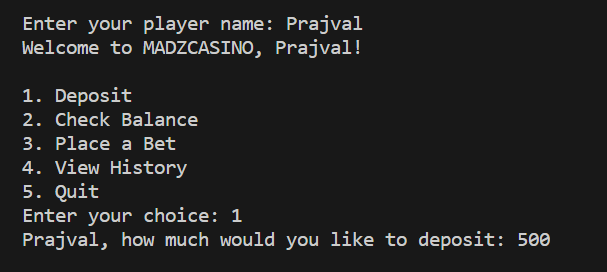 Enter your player name: Prajval
Welcome to MADZCASINO, Prajval!
1. Deposit
2. Check Balance
3. Place a Bet
4. View History
5. Quit
Enter your choice: 1
Prajval, how much would you like to deposit: 500